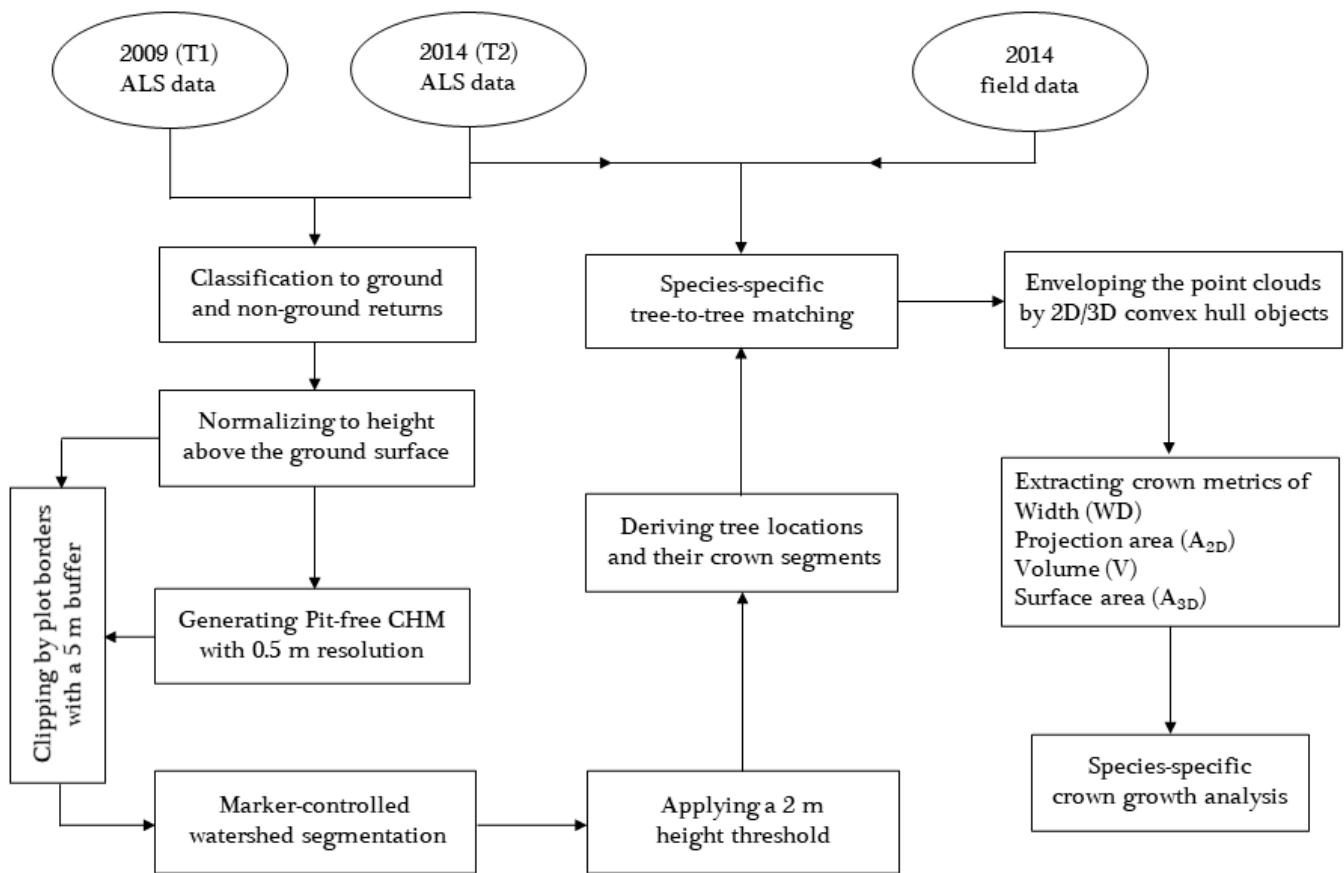 2009 (T1)
ALS data
2014 (T2)
ALS data
2014
field data
Classification to ground
and non-ground returns
Species-specific
tree-to-tree matching
Enveloping the point clouds
by 2D/3D convex hull objects
Normalizing to height
above the ground surface
Clipping by plot borders
with a 5 m buffer
Generating Pit-free CHM
with 0.5 m resolution
Deriving tree locations
and their crown segments
Extracting crown metrics of
Width (WD)
Projection area (A2D)
Volume (V)
Surface area (A3D)
Marker-controlled
watershed segmentation
Applying a 2 m
height threshold
Species-specific
crown growth analysis